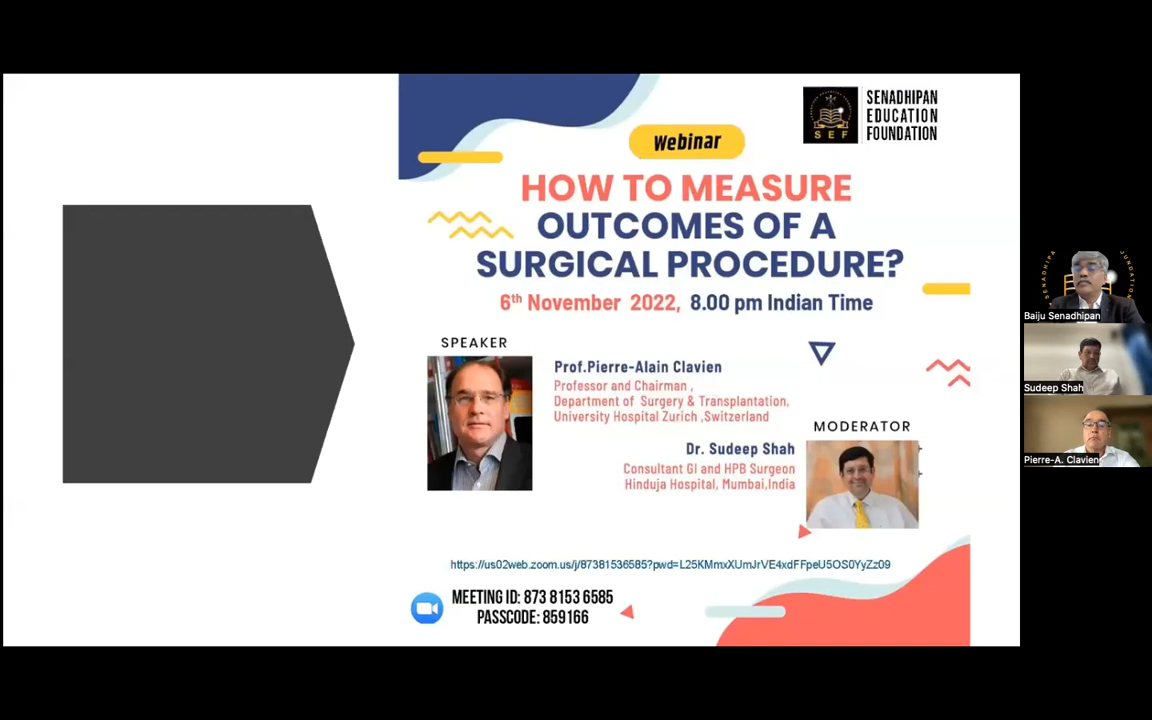 SENADHIPAN
EDUCATION
FOUNDATION
SEF
Webinar
HOW TO MEASURE
OUTCOMES OF A
SURGICAL PROCEDURE?
6th November 2022, 8.00 pm Indian Time
SPEAKER
Prof.Pierre-Alain Clavien
Professor and Chairman ,
Department of Surgery & Transplantation,
University Hospital Zurich ,Switzerland
MODERATOR
Dr. Sudeep Shah
Consultant GI and HPB Surgeon
Hinduja Hospital, Mumbai,India
https://us02web.zoom.us/j/87381536585?pwd=L25KMmxXUmJrVE4xdFFpeU5OS0YyZz09
MEETING ID: 873 8153 6585
PASSCODE: 859166
Baiju Senadhipan
Sudeep Shah
Pierre-A. Clavien